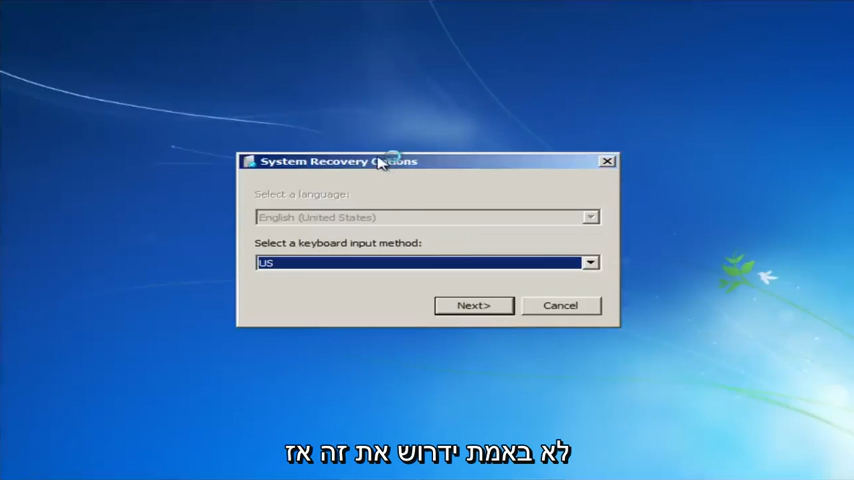 System Recovery Options
Select a language:
English (United States)
Select a keyboard input method:
US
Next>
Cancel
לא באמת ידרוש את זה אז